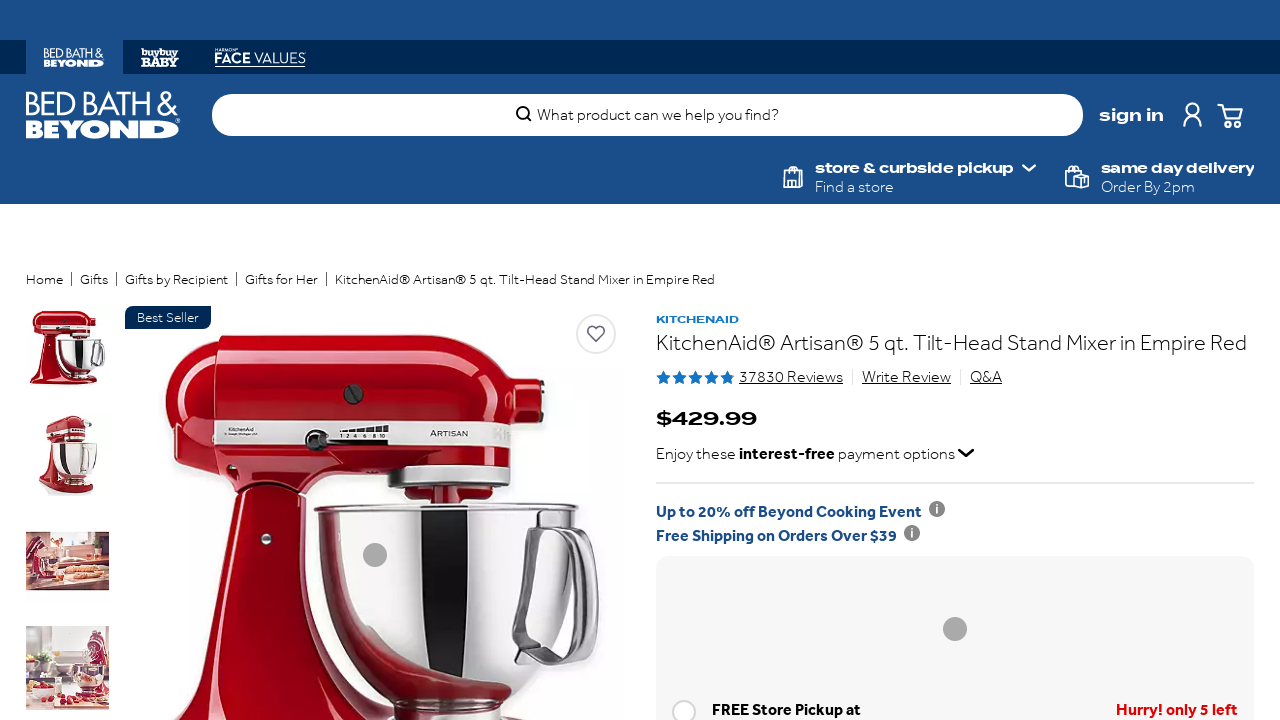 BED BATH &
BEYOND
buybuy
BABY
HARMON®
FACE VALUES
BED BATH &
BEYOND®
What product can we help you find?
sign in
store & curbside pickup
Find a store
same day delivery
Order By 2pm
Home
Gifts
Gifts by Recipient
Gifts for Her
KitchenAid® Artisan® 5 qt. Tilt-Head Stand Mixer in Empire Red
Best Seller
KitchenAid
ARTISAN
1 2 4 6 8 10
KITCHENAID
KitchenAid® Artisan® 5 qt. Tilt-Head Stand Mixer in Empire Red
37830 Reviews
Write Review
Q&A
$429.99
Enjoy these interest-free payment options
Up to 20% off Beyond Cooking Event
Free Shipping on Orders Over $39
FREE Store Pickup at
Hurry! only 5 left